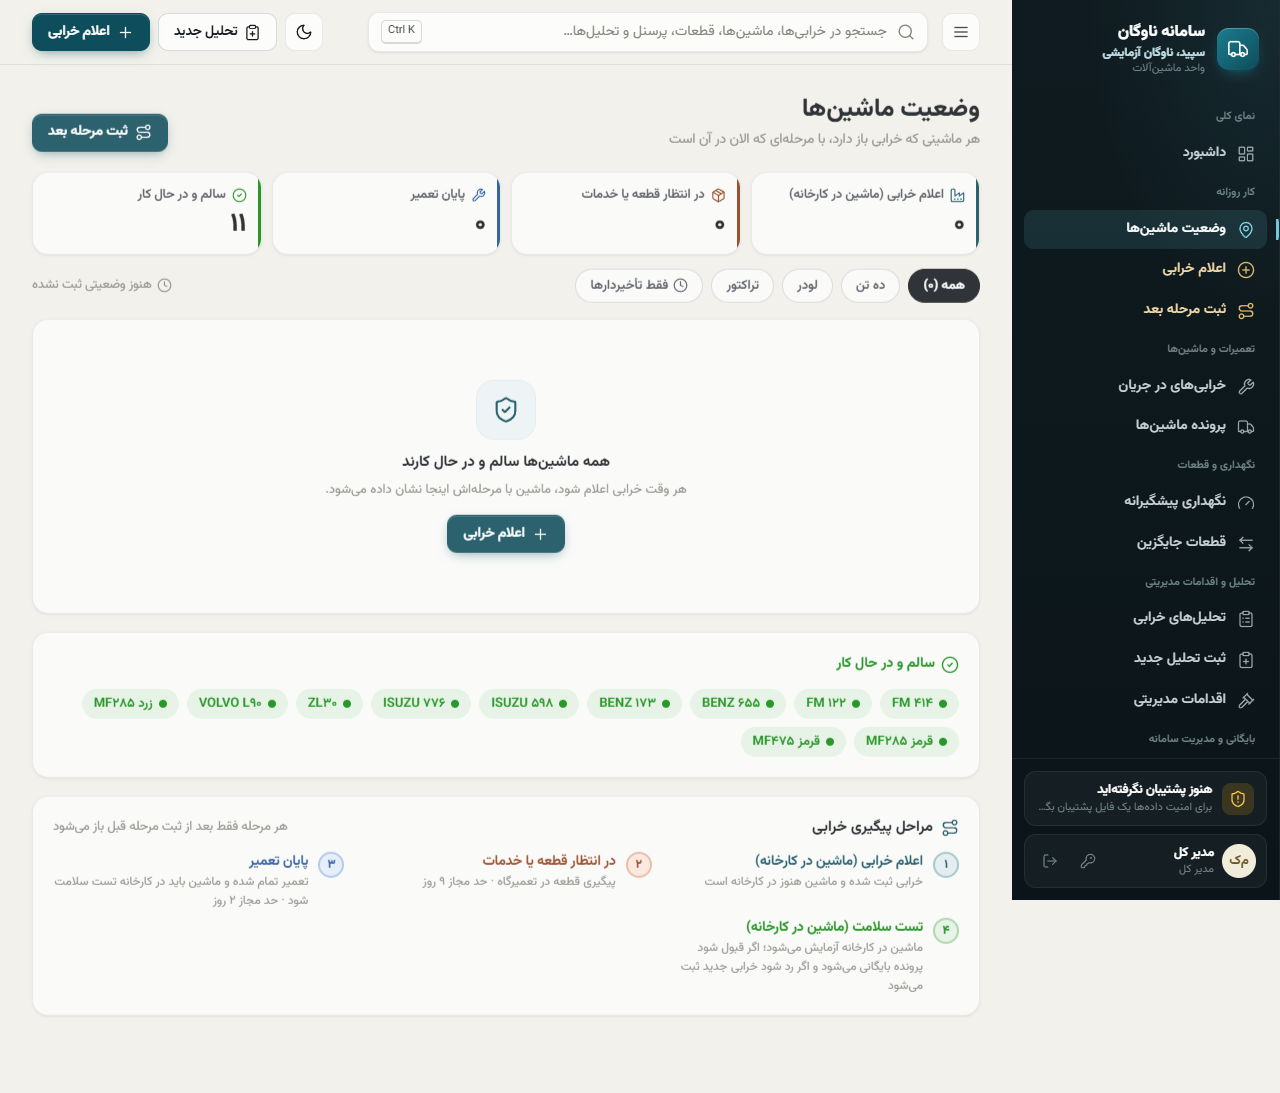 سامانه ناوگان
سپید، ناوگان آزمایشی
واحد ماشین‌آلات
نمای کلی
داشبورد
کار روزانه
وضعیت ماشین‌ها
اعلام خرابی
ثبت مرحله بعد
تعمیرات و ماشین‌ها
خرابی‌های در جریان
پرونده ماشین‌ها
نگهداری و قطعات
نگهداری پیشگیرانه
قطعات جایگزین
تحلیل و اقدامات مدیریتی
تحلیل‌های خرابی
ثبت تحلیل جدید
اقدامات مدیریتی
بایگانی و مدیریت سامانه
هنوز پشتیبان نگرفته‌اید
برای امنیت داده‌ها یک فایل پشتیبان بگ...
م‌ک
مدیر کل
مدیر کل
جستجو در خرابی‌ها، ماشین‌ها، قطعات، پرسنل و تحلیل‌ها...
Ctrl K
تحلیل جدید
اعلام خرابی
وضعیت ماشین‌ها
هر ماشینی که خرابی باز دارد، با مرحله‌ای که الان در آن است
ثبت مرحله بعد
اعلام خرابی (ماشین در کارخانه)
۰
در انتظار قطعه یا خدمات
۰
پایان تعمیر
۰
سالم و در حال کار
۱۱
همه (۰)
ده تن
لودر
تراکتور
فقط تأخیردارها
هنوز وضعیتی ثبت نشده
همه ماشین‌ها سالم و در حال کارند
هر وقت خرابی اعلام شود، ماشین با مرحله‌اش اینجا نشان داده می‌شود.
اعلام خرابی
سالم و در حال کار
FM ۴۱۴
FM ۱۲۲
BENZ ۶۵۵
BENZ ۱۷۳
ISUZU ۵۹۸
ISUZU ۷۷۶
ZL۳۰
VOLVO L۹۰
زرد MF۲۸۵
قرمز MF۲۸۵
قرمز MF۴۷۵
مراحل پیگیری خرابی
هر مرحله فقط بعد از ثبت مرحله قبل باز می‌شود
۱
اعلام خرابی (ماشین در کارخانه)
خرابی ثبت شده و ماشین هنوز در کارخانه است
۲
در انتظار قطعه یا خدمات
پیگیری قطعه در تعمیرگاه · حد مجاز ۹ روز
۳
پایان تعمیر
تعمیر تمام شده و ماشین باید در کارخانه تست سلامت
شود · حد مجاز ۲ روز
۴
تست سلامت (ماشین در کارخانه)
ماشین در کارخانه آزمایش می‌شود؛ اگر قبول شود
پرونده بایگانی می‌شود و اگر رد شود خرابی جدید ثبت
می‌شود